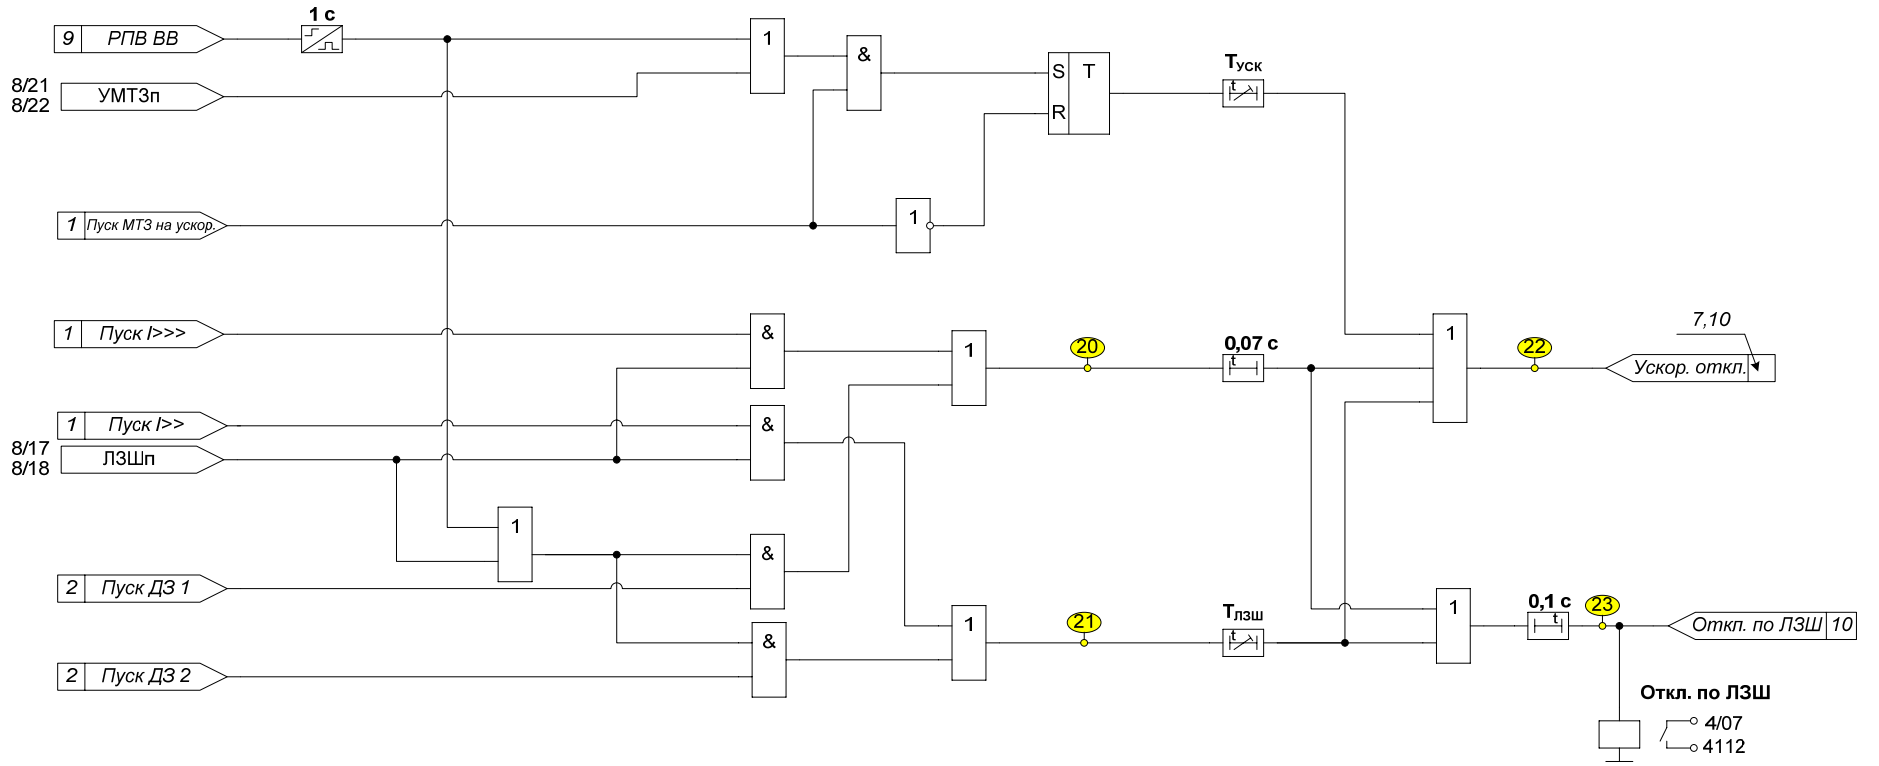 1 с
9 РПВ ВВ
1
&
8/21
8/22
УМТЗп
S T
R
TУСК
t
1 Пуск МТЗ на ускор.
1
1 Пуск I>>>
&
1
20
0,07 с
t
1
22
7,10
Ускор. откл.
1 Пуск I>>
&
8/17
8/18
ЛЗШп
1
&
2 Пуск ДЗ 1
&
2 Пуск ДЗ 2
1
21
TЛЗШ
t
1
0,1 с
t
23
Откл. по ЛЗШ 10
Откл. по ЛЗШ
4/07
4112